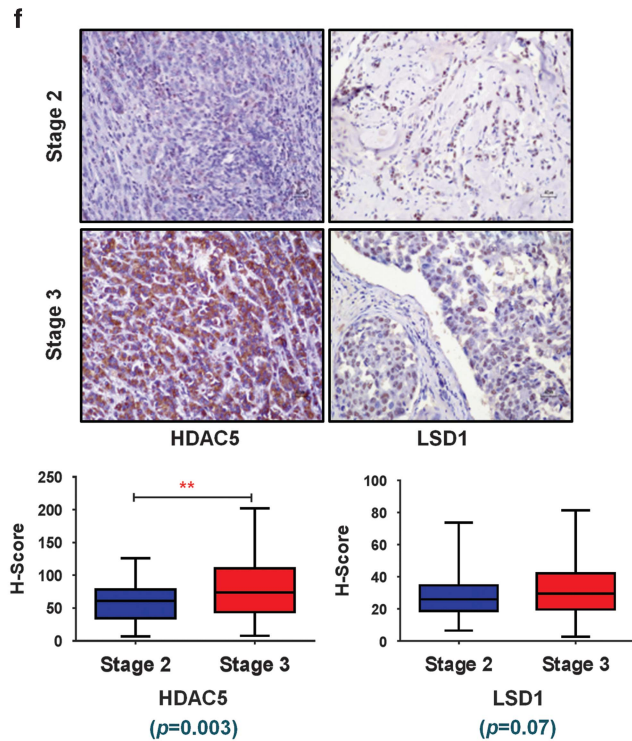 f
Stage 2
Stage 3
HDAC5 LSD1
H-Score
250
200
150
100
50
0
**
Stage 2 Stage 3
HDAC5
(p=0.003)
H-Score
100
80
60
40
20
0
Stage 2 Stage 3
LSD1
(p=0.07)